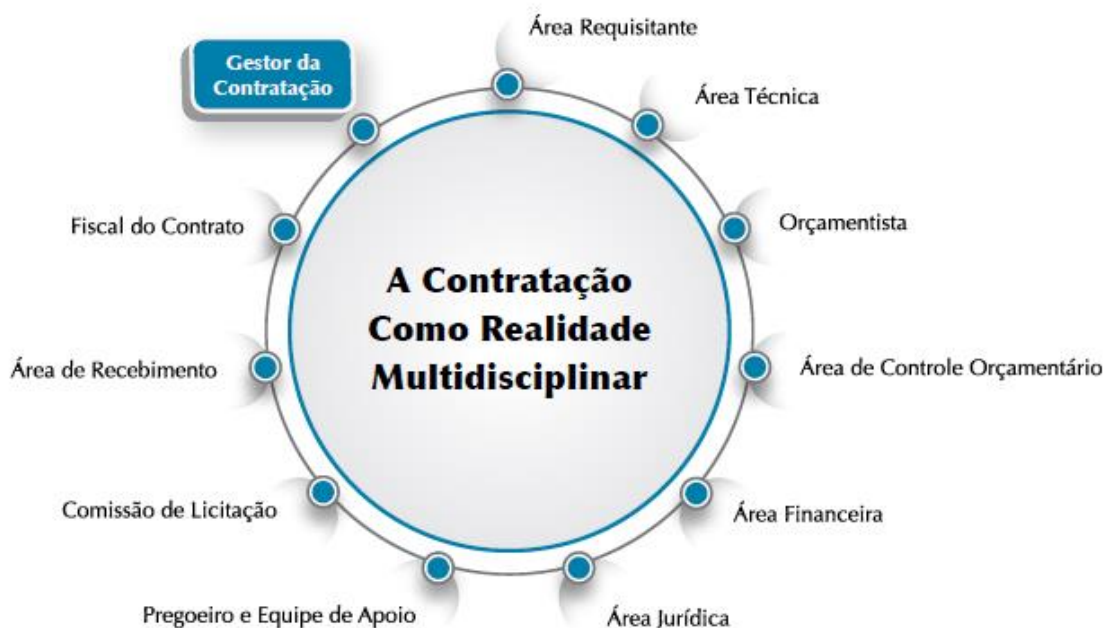 Área Requisitante
Gestor da
Contratação
Área Técnica
Fiscal do Contrato
Orçamentista
A Contratação
Como Realidade
Multidisciplinar
Área de Recebimento
Área de Controle Orçamentário
Comissão de Licitação
Área Financeira
Pregoeiro e Equipe de Apoio
Área Jurídica